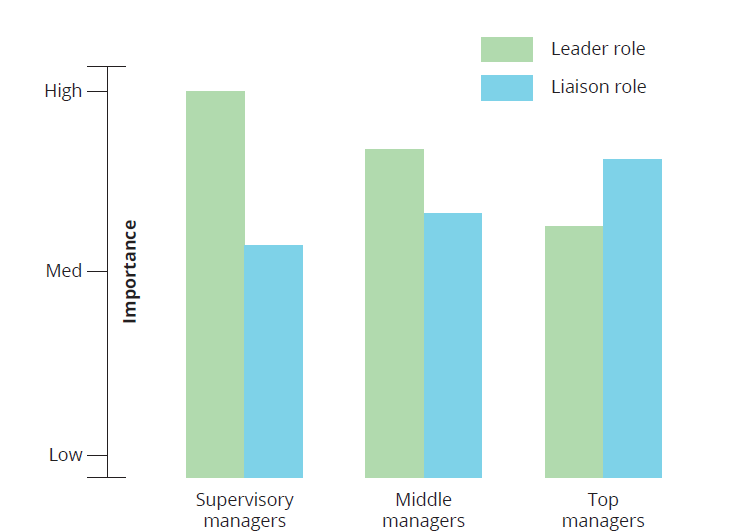 Leader role
Liaison role
High
Med
Low
Importance
Supervisory
managers
Middle
managers
Top
managers